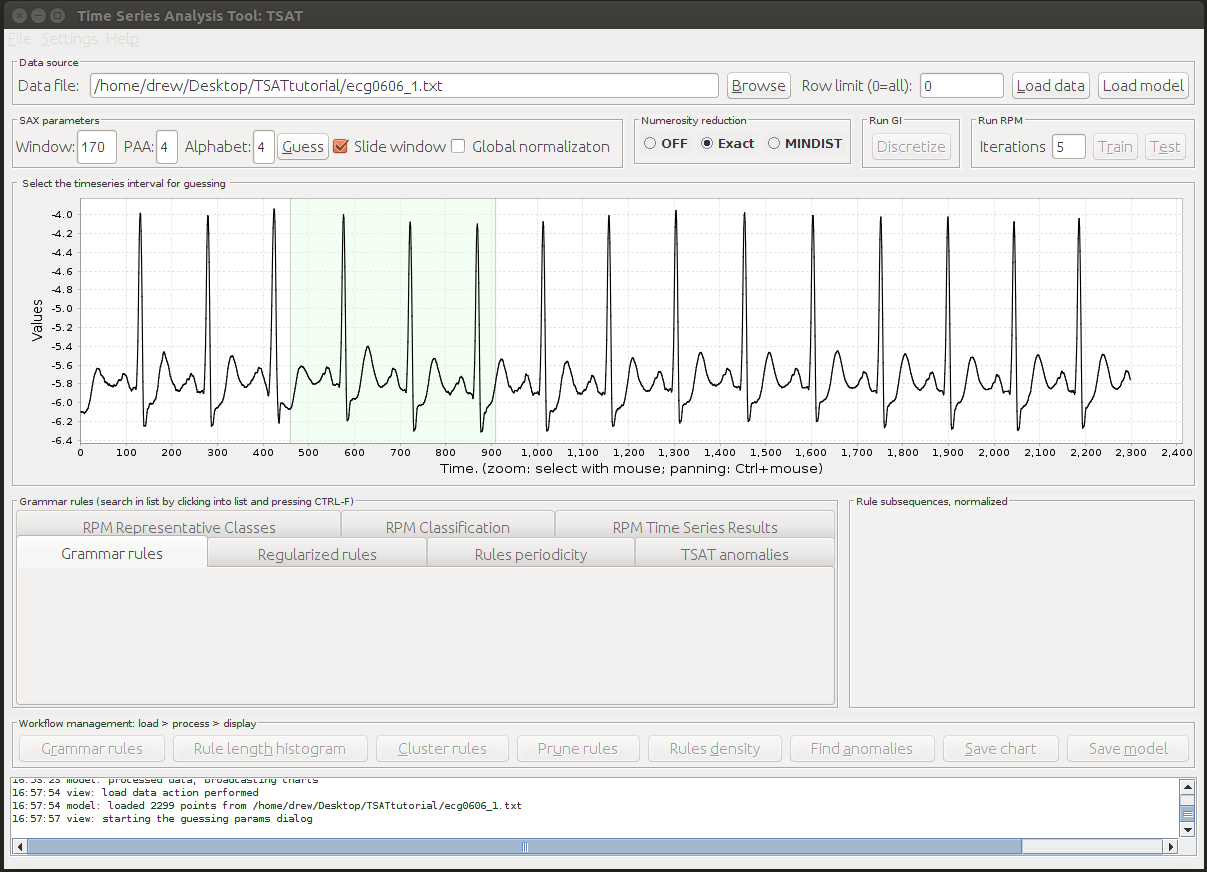 Time Series Analysis Tool: TSAT
File Settings Help
Data source
Data file: /home/drew/Desktop/TSATtutorial/ecg0606_1.txt Browse Row limit (0=all): 0 Load data Load model
SAX parameters
Window: 170 PAA: 4 Alphabet: 4 Guess Slide window Global normalizaton
Numerosity reduction
OFF Exact MINDIST
Run GI
Discretize
Run RPM
Iterations 5 Train Test
Select the timeseries interval for guessing
Values
-4.0
-4.2
-4.4
-4.6
-4.8
-5.0
-5.2
-5.4
-5.6
-5.8
-6.0
-6.2
-6.4
0 100 200 300 400 500 600 700 800 900 1,000 1,100 1,200 1,300 1,400 1,500 1,600 1,700 1,800 1,900 2,000 2,100 2,200 2,300 2,400
Time. (zoom: select with mouse; panning: Ctrl+mouse)
Grammar rules (search in list by clicking into list and pressing CTRL-F)
RPM Representative Classes RPM Classification RPM Time Series Results
Grammar rules Regularized rules Rules periodicity TSAT anomalies
Rule subsequences, normalized
Workflow management: load > process > display
Grammar rules Rule length histogram Cluster rules Prune rules Rules density Find anomalies Save chart Save model
16:53:23 model: processed data, broadcasting charts
16:57:54 view: load data action performed
16:57:54 model: loaded 2299 points from /home/drew/Desktop/TSATtutorial/ecg0606_1.txt
16:57:57 view: starting the guessing params dialog